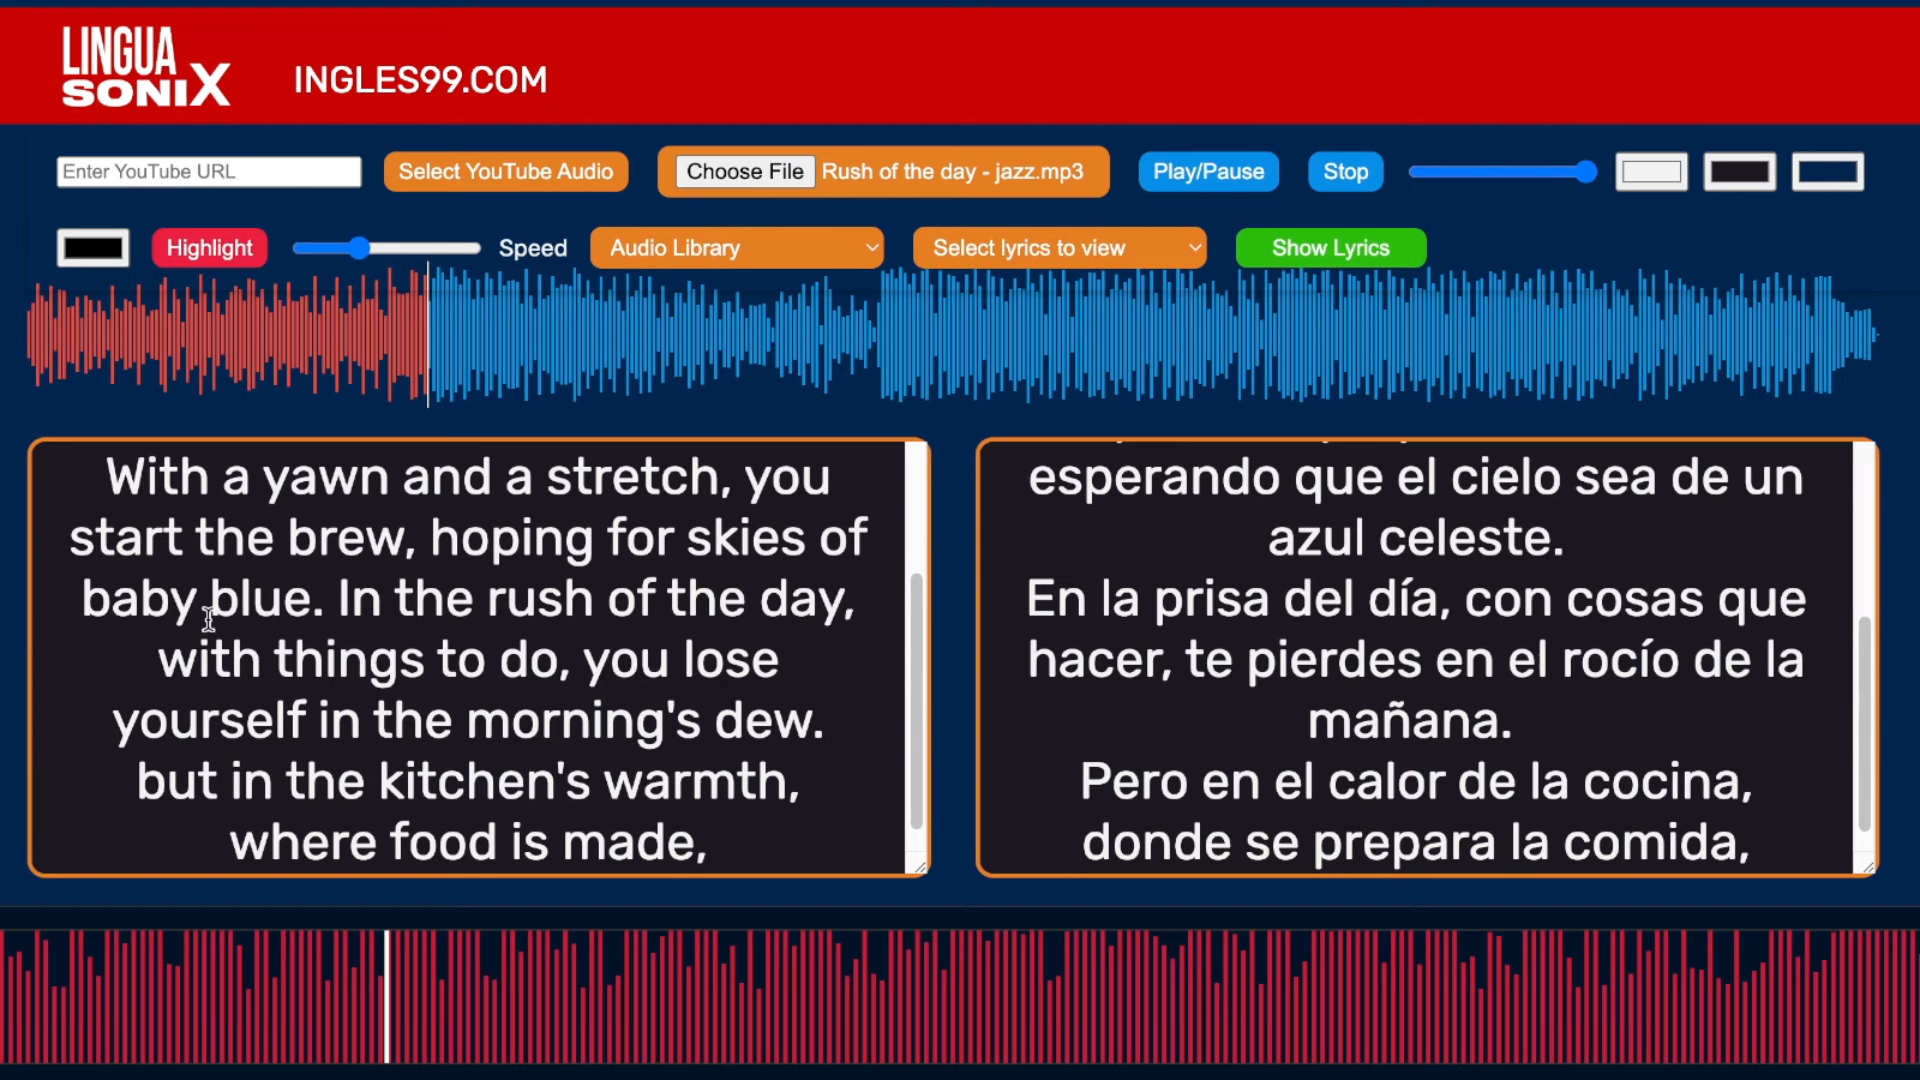 LINGUA
SONIX
INGLES99.COM
Enter YouTube URL
Select YouTube Audio
Choose File Rush of the day - jazz.mp3
Play/Pause
Stop
Highlight
Speed
Audio Library
Select lyrics to view
Show Lyrics
With a yawn and a stretch, you
start the brew, hoping for skies of
baby blue. In the rush of the day,
with things to do, you lose
yourself in the morning's dew.
but in the kitchen's warmth,
where food is made,
esperando que el cielo sea de un
azul celeste.
En la prisa del día, con cosas que
hacer, te pierdes en el rocío de la
mañana.
Pero en el calor de la cocina,
donde se prepara la comida,